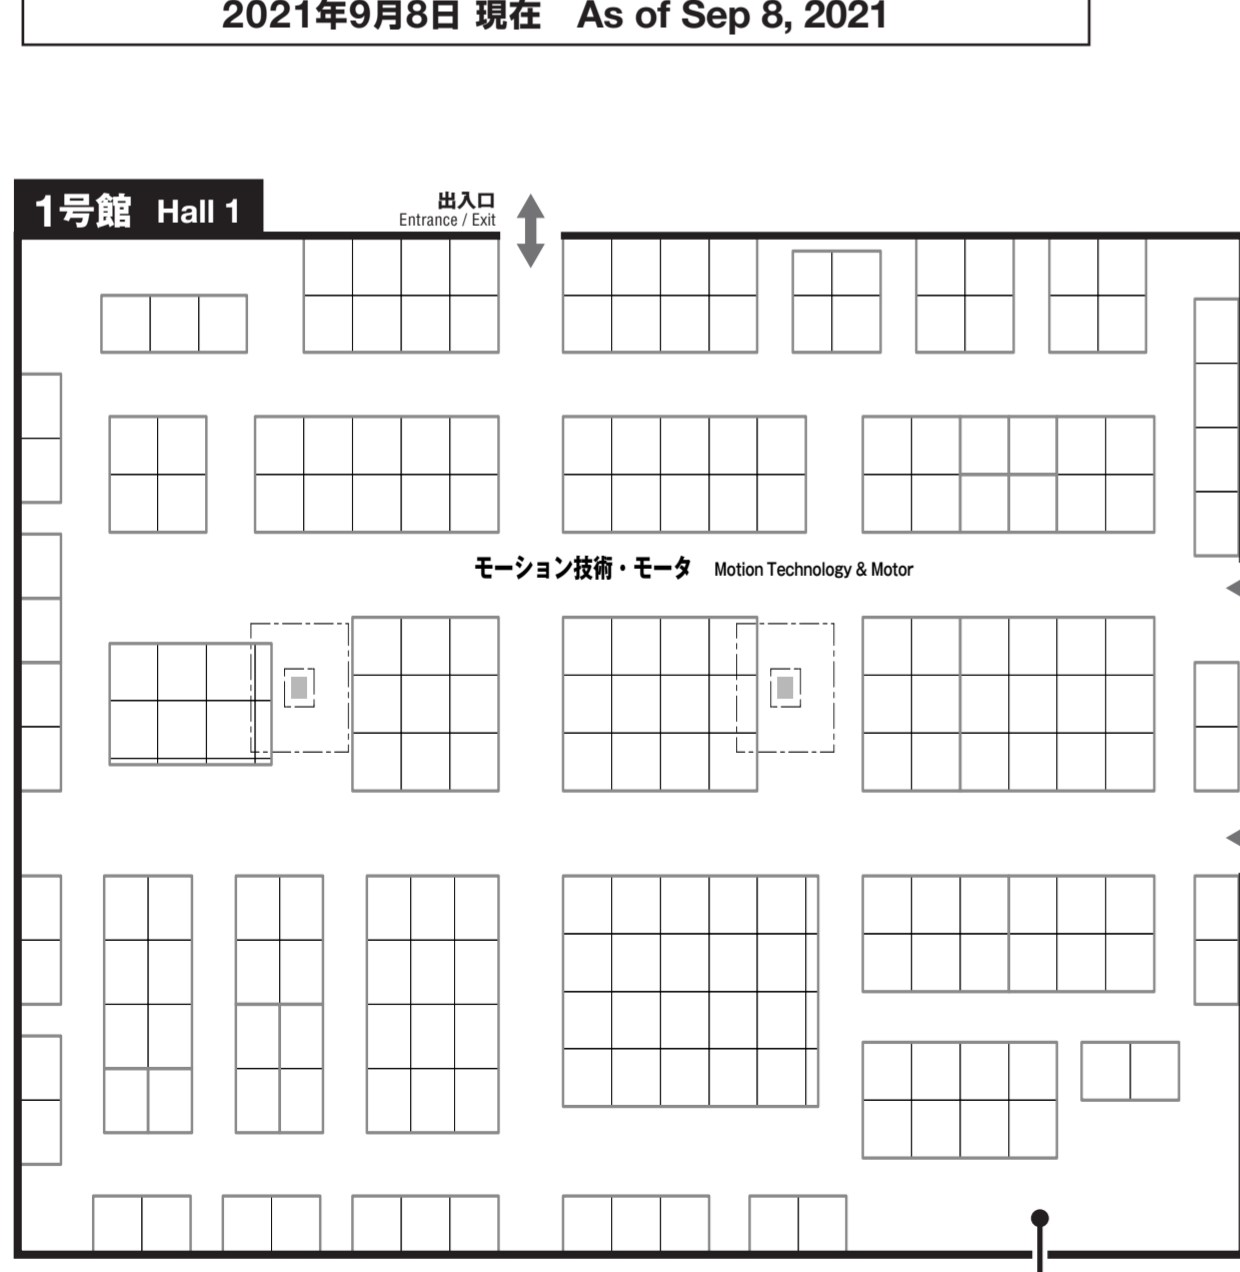 2021年9月8日 現在　As of Sep 8, 2021
1号館 Hall 1
出入口
Entrance / Exit
モーション技術・モータ Motion Technology & Motor